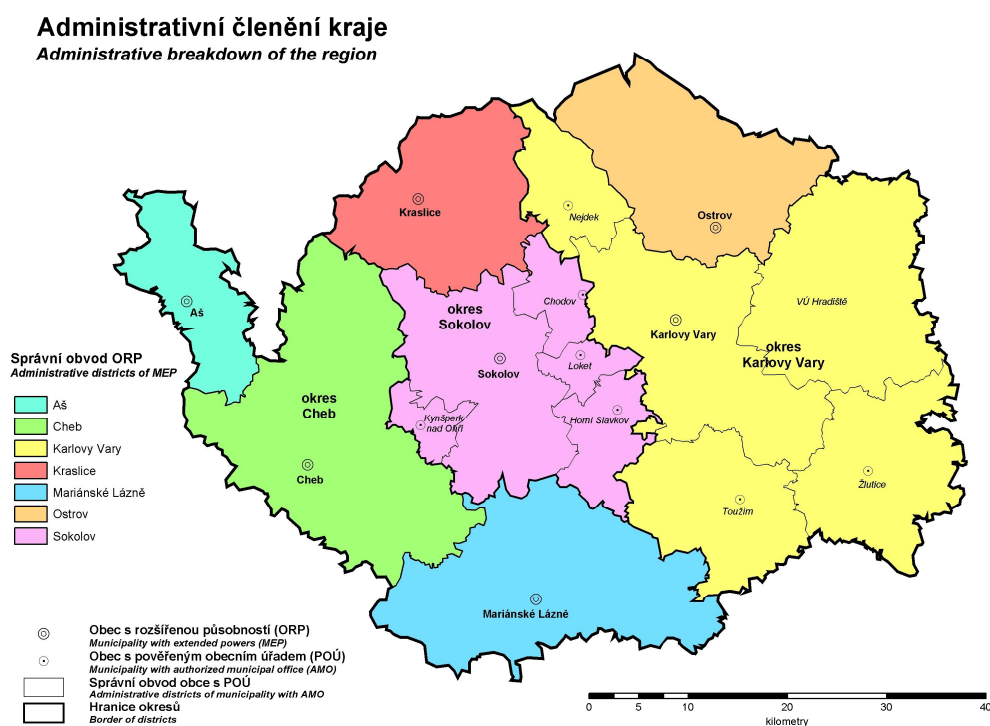 Administrativní členění kraje
Administrative breakdown of the region
Nejdek
Kraslice
Ostrov
VÚ Hradiště
Chodov
Aš
okres
Sokolov
Karlovy Vary
okres
Karlovy Vary
Správní obvod ORP
Administrative districts of MEP
Loket
Sokolov
okres
Cheb
Aš
Cheb
Karlovy Vary
Kraslice
Mariánské Lázně
Ostrov
Sokolov
Kynšperk
nad Ohří
Horní Slavkov
Cheb
Žlutice
Toužim
Mariánské Lázně
Obec s rozšířenou působností (ORP)
Municipality with extended powers (MEP)
Obec s pověřeným obecním úřadem (POÚ)
Municipality with authorized municipal office (AMO)
Správní obvod obce s POÚ
Administrative districts of municipality with AMO
Hranice okresů
Border of districts
0 5 10 20 30 40
kilometry